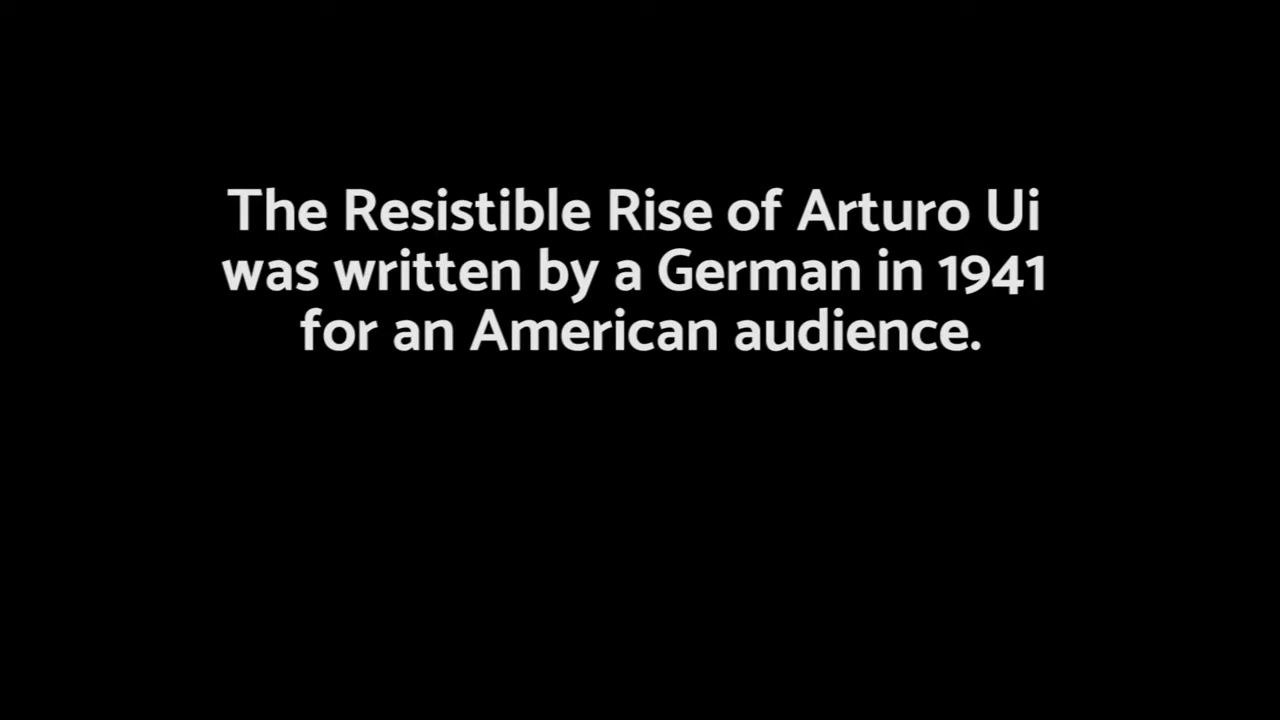 The Resistible Rise of Arturo Ui
was written by a German in 1941
for an American audience.